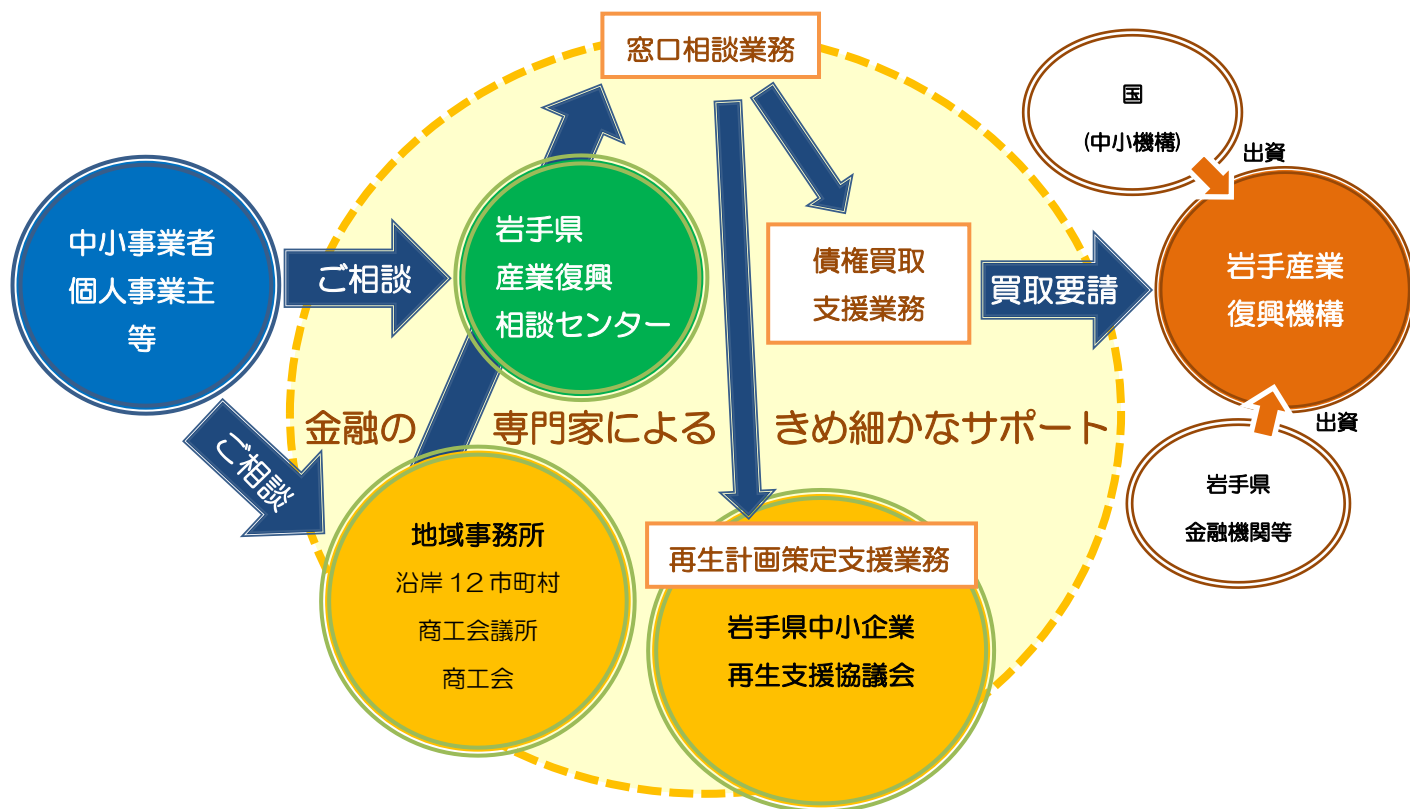 窓口相談業務
国
(中小機構)
出資
中小事業者
個人事業主
等
ご相談
岩手県
産業復興
相談センター
債権買取
支援業務
買取要請
岩手産業
復興機構
金融の 専門家による きめ細かなサポート
出資
ご相談
岩手県
金融機関等
地域事務所
沿岸12市町村
商工会議所
商工会
再生計画策定支援業務
岩手県中小企業
再生支援協議会